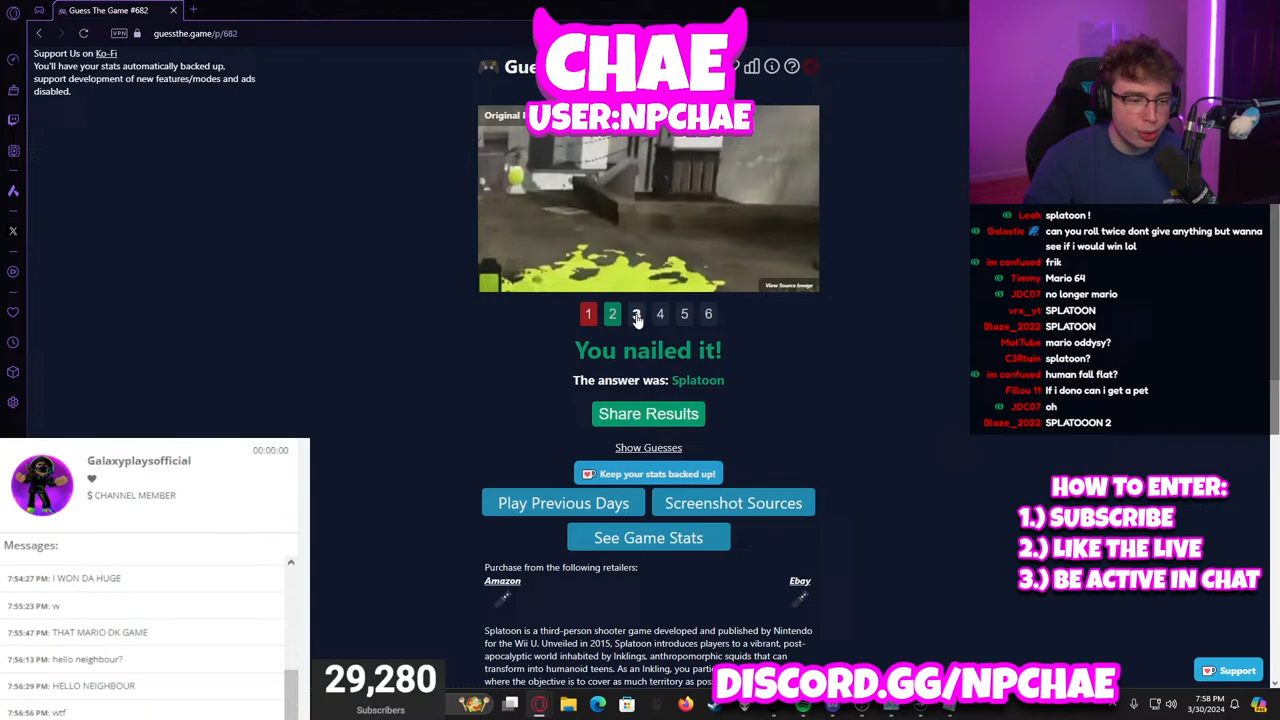 Guess The Game #682
VPN
guessthe.game/p/682
Support Us on Ko-Fi
You'll have your stats automatically backed up,
support development of new features/modes and ads
disabled.
CHAE
USER:NPCHAE
Original
View Source Image
1 2 3 4 5 6
You nailed it!
The answer was: Splatoon
Share Results
Show Guesses
Keep your stats backed up!
Play Previous Days
Screenshot Sources
See Game Stats
Purchase from the following retailers:
Amazon
Ebay
Splatoon is a third-person shooter game developed and published by Nintendo
for the Wii U. Unveiled in 2015, Splatoon introduces players to a vibrant, post-
apocalyptic world inhabited by Inklings, anthropomorphic squids that can
transform into humanoid teens. As an Inkling, you
where the objective is to cover as much territory as
Leah splatoon !
Galactic can you roll twice dont give anything but wanna
see if i would win lol
im confused frik
Timmy Mario 64
JDC07 no longer mario
vrx_yt SPLATOON
Blaze_2022 SPLATOON
MatTube mario oddysy?
C3Rtain splatoon?
im confused human fall flat?
Fillou 11 If i dono can i get a pet
JDC07 oh
Blaze_2022 SPLATOOON 2
Galaxyplaysofficial
00:00:00
$ CHANNEL MEMBER
Messages:
7:54:27 PM: I WON DA HUGE
7:55:23 PM: w
7:55:47 PM: THAT MARIO DK GAME
7:56:13 PM: hello neighbour?
7:56:29 PM: HELLO NEIGHBOUR
7:56:56 PM: wtf
29,280
Subscribers
HOW TO ENTER:
1.) SUBSCRIBE
2.) LIKE THE LIVE
3.) BE ACTIVE IN CHAT
Support
DISCORD.GG/NPCHAE
7:58 PM
3/30/2024